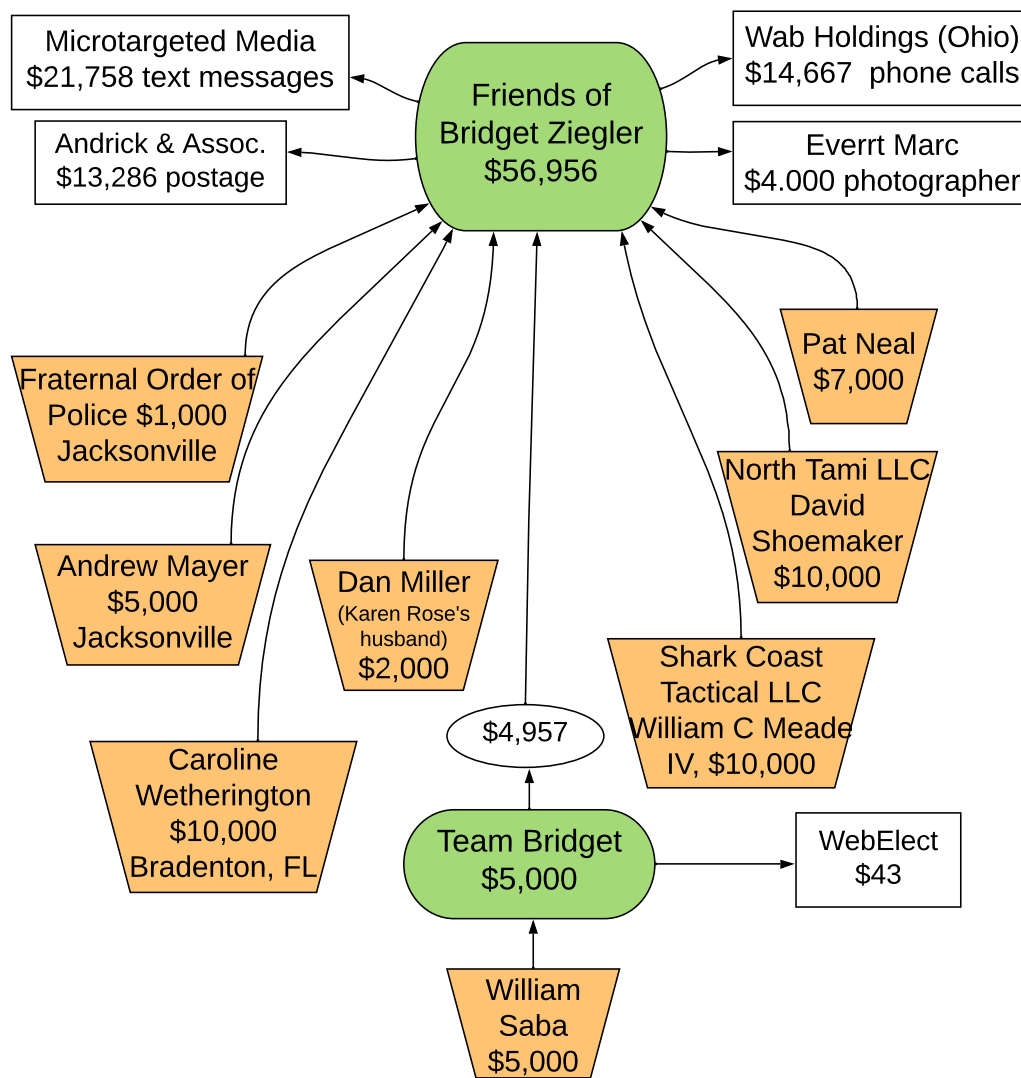 Microtargeted Media
$21,758 text messages
Friends of
Bridget Ziegler
$56,956
Wab Holdings (Ohio)
$14,667  phone calls
Andrick & Assoc.
$13,286 postage
Everrt Marc
$4.000 photographer
Pat Neal
$7,000
Fraternal Order of
Police $1,000
Jacksonville
North Tami LLC
David
Shoemaker
$10,000
Andrew Mayer
$5,000
Jacksonville
Dan Miller
(Karen Rose's
husband)
$2,000
Shark Coast
Tactical LLC
William C Meade
IV, $10,000
$4,957
Caroline
Wetherington
$10,000
Bradenton, FL
Team Bridget
$5,000
WebElect
$43
William
Saba
$5,000